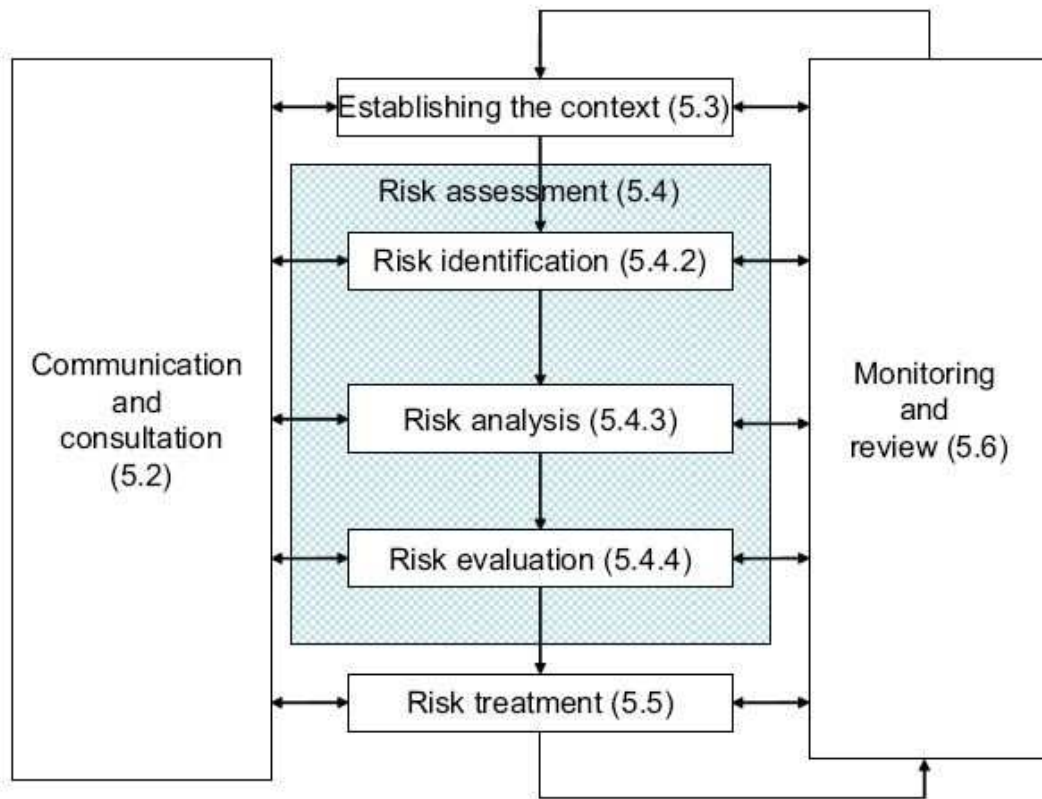 Establishing the context (5.3)
Risk assessment (5.4)
Risk identification (5.4.2)
Communication
and
consultation
(5.2)
Risk analysis (5.4.3)
Monitoring
and
review (5.6)
Risk evaluation (5.4.4)
Risk treatment (5.5)